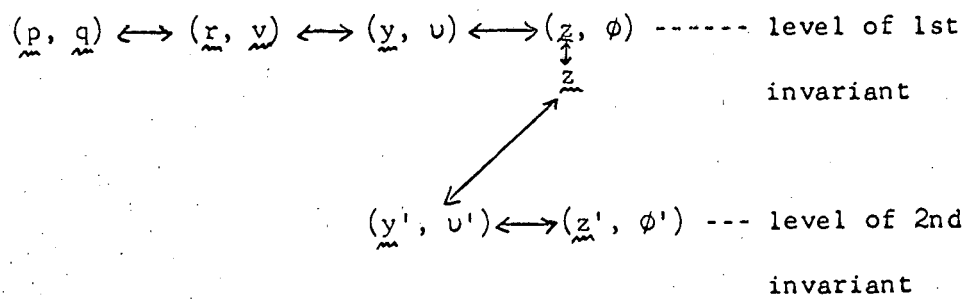 (p, q) ⟷ (r, v) ⟷ (y, υ) ⟷ (z, ϕ) ------ level of 1st
↕
z invariant
(y', υ') ⟷ (z', ϕ') --- level of 2nd
invariant